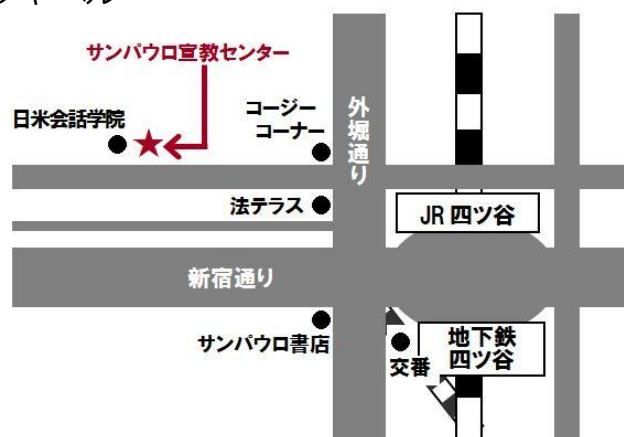 サンパウロ宣教センター
日米会話学院
コージー
コーナー
外堀通り
法テラス
JR 四ツ谷
新宿通り
サンパウロ書店
交番
地下鉄
四ツ谷